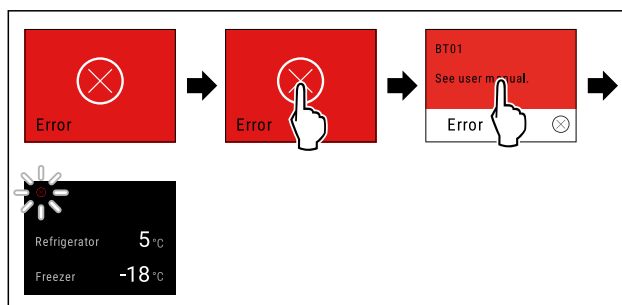 Error
Error
BT01
See user manual.
Error
Refrigerator 5 °C
Freezer -18 °C